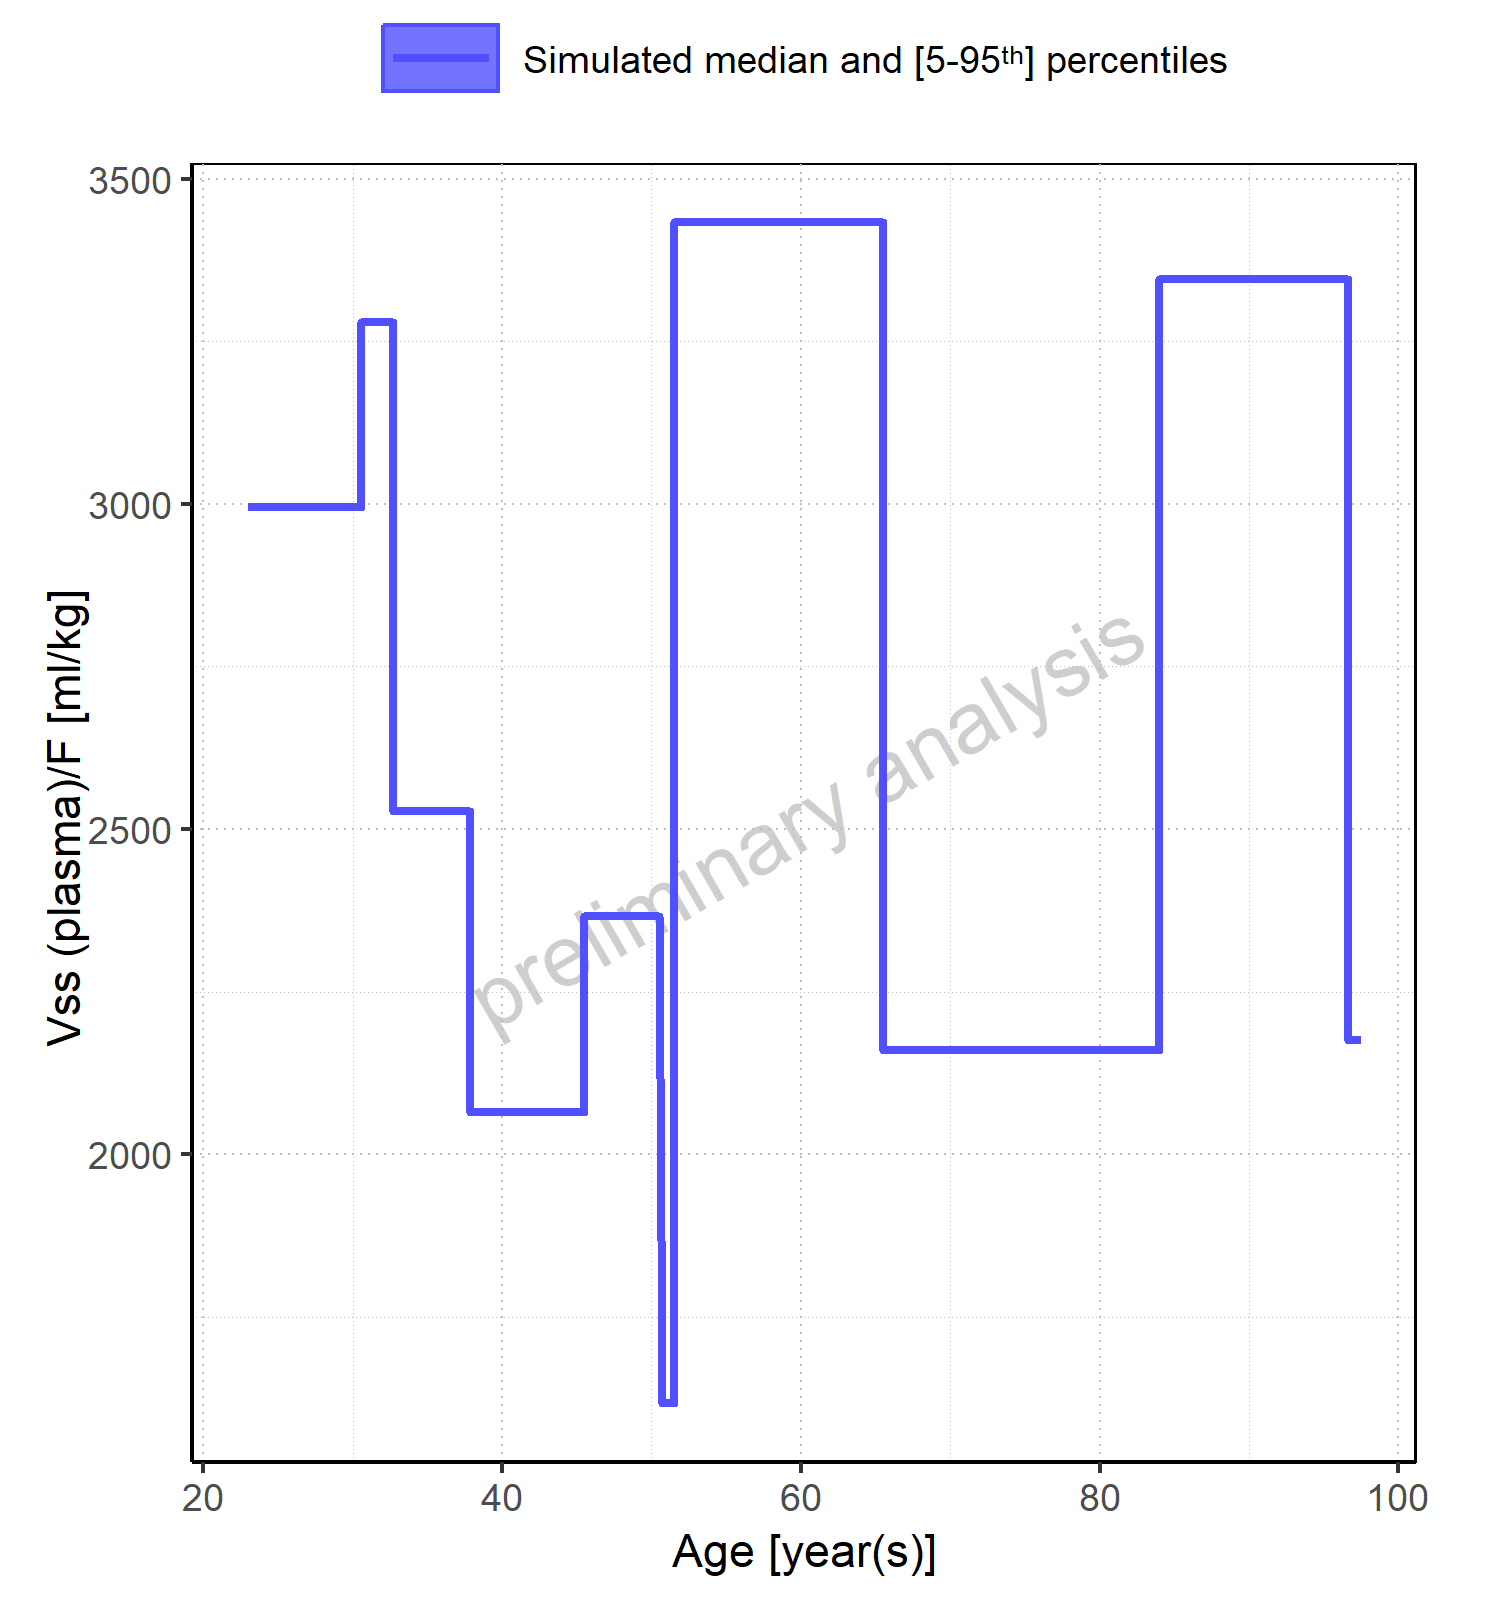 Simulated median and [5-95th] percentiles
3500
3000
2500
2000
Vss (plasma)/F [ml/kg]
preliminary analysis
20 40 60 80 100
Age [year(s)]